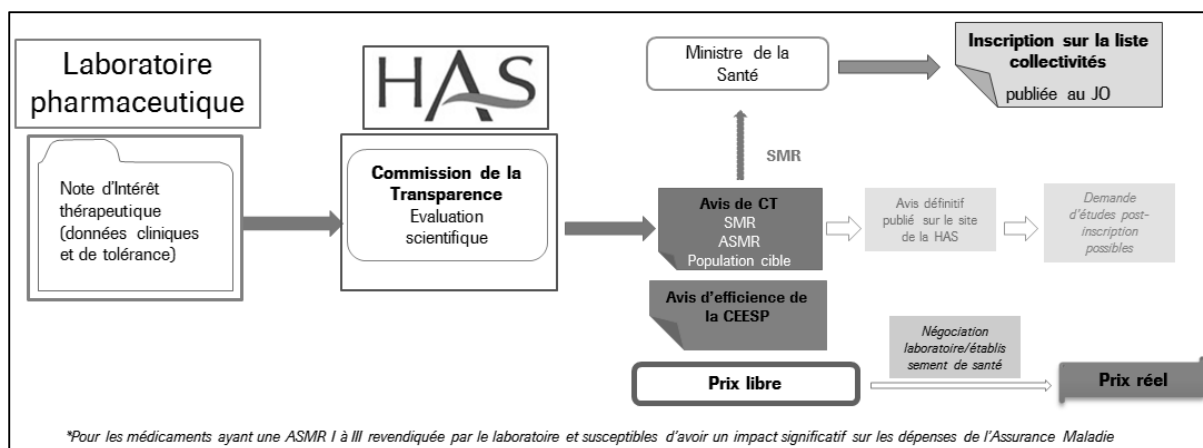 Laboratoire
pharmaceutique
Note d'Intérêt
thérapeutique
(données cliniques
et de tolérance)
HAS
Commission de la
Transparence
Evaluation
scientifique
Ministre de la
Santé
Inscription sur la liste
collectivités
publiée au JO
SMR
Avis de CT
SMR
ASMR
Population cible
Avis définitif
publié sur le site
de la HAS
Demande
d'études post-
inscription
possibles
Avis d'efficience de
la CEESP
Négociation
laboratoire/établis
sement de santé
Prix libre
Prix réel
*Pour les médicaments ayant une ASMR I à III revendiquée par le laboratoire et susceptibles d'avoir un impact significatif sur les dépenses de l'Assurance Maladie